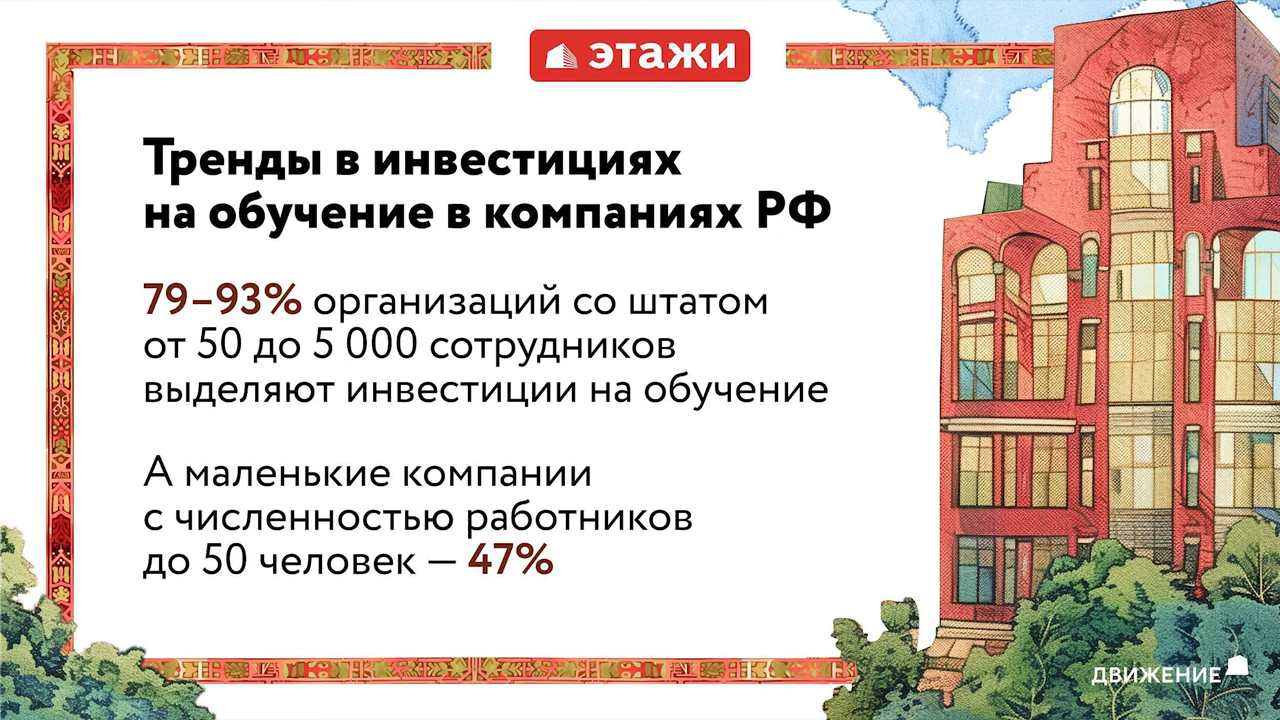 этажи
Тренды в инвестициях
на обучение в компаниях РФ
79–93% организаций со штатом
от 50 до 5 000 сотрудников
выделяют инвестиции на обучение
А маленькие компании
с численностью работников
до 50 человек — 47%
ДВИЖЕНИЕ